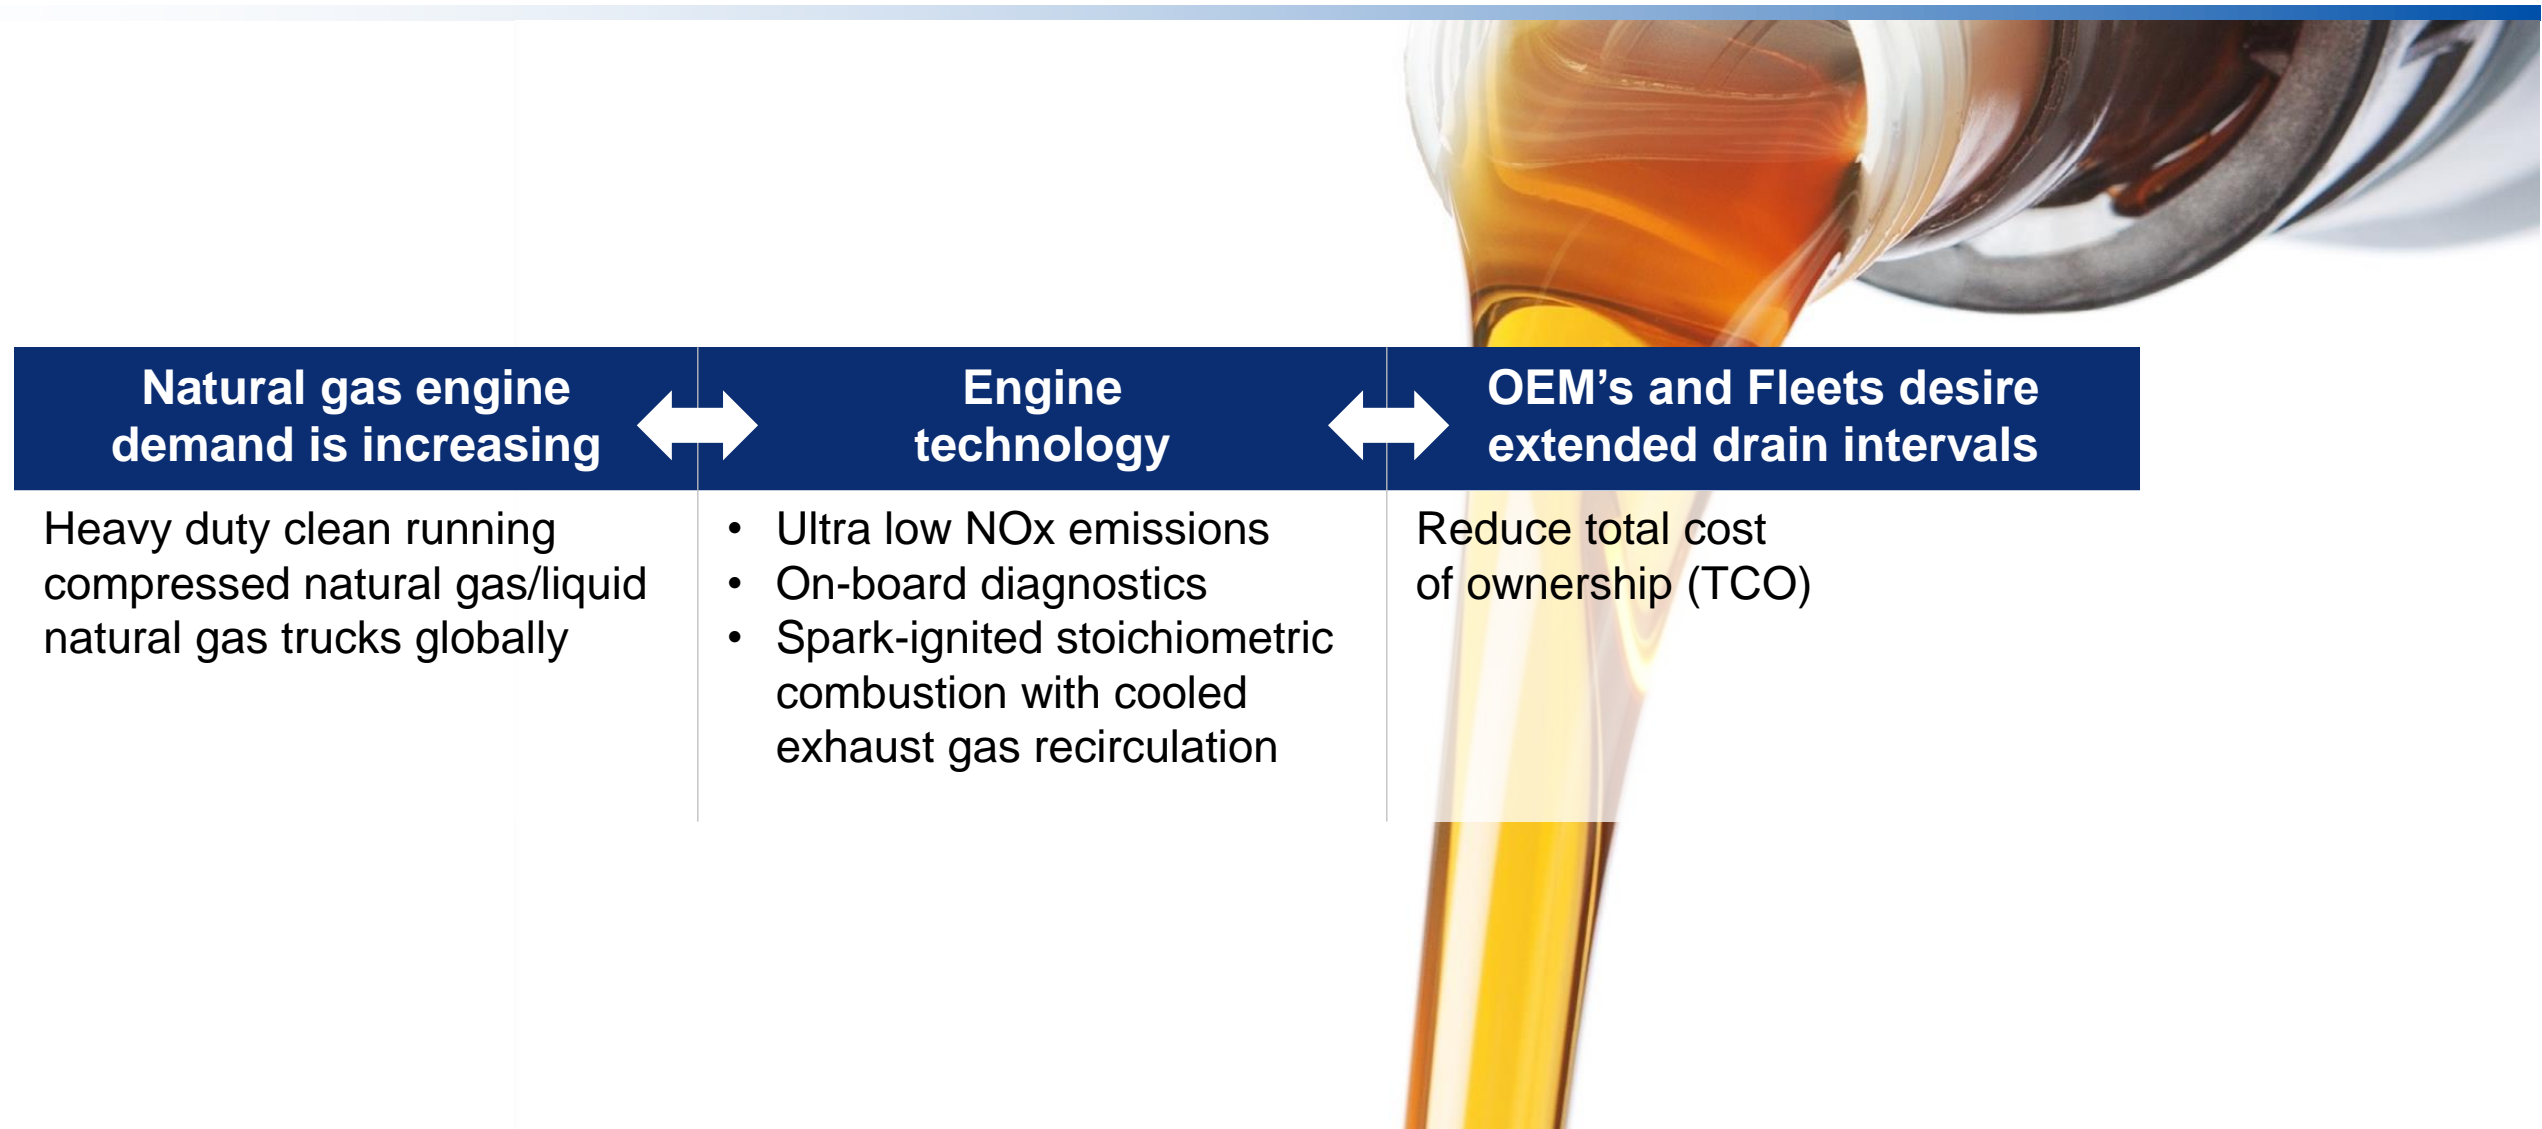 Natural gas engine
demand is increasing
Engine
technology
OEM’s and Fleets desire
extended drain intervals
Heavy duty clean running
compressed natural gas/liquid
natural gas trucks globally
• Ultra low NOx emissions
• On-board diagnostics
• Spark-ignited stoichiometric
combustion with cooled
exhaust gas recirculation
Reduce total cost
of ownership (TCO)